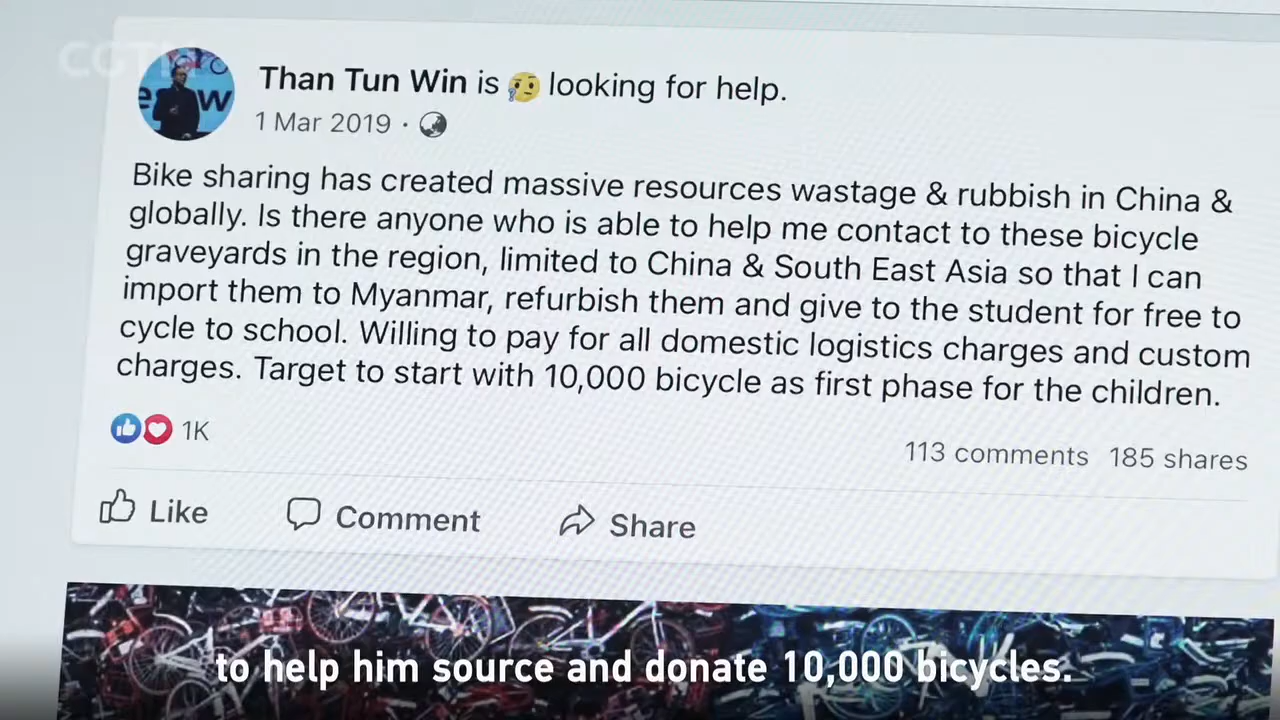 CGTN
Than Tun Win is looking for help.
1 Mar 2019 ·
Bike sharing has created massive resources wastage & rubbish in China &
globally. Is there anyone who is able to help me contact to these bicycle
graveyards in the region, limited to China & South East Asia so that I can
import them to Myanmar, refurbish them and give to the student for free to
cycle to school. Willing to pay for all domestic logistics charges and custom
charges. Target to start with 10,000 bicycle as first phase for the children.
1K
113 comments 185 shares
Like Comment Share
to help him source and donate 10,000 bicycles.